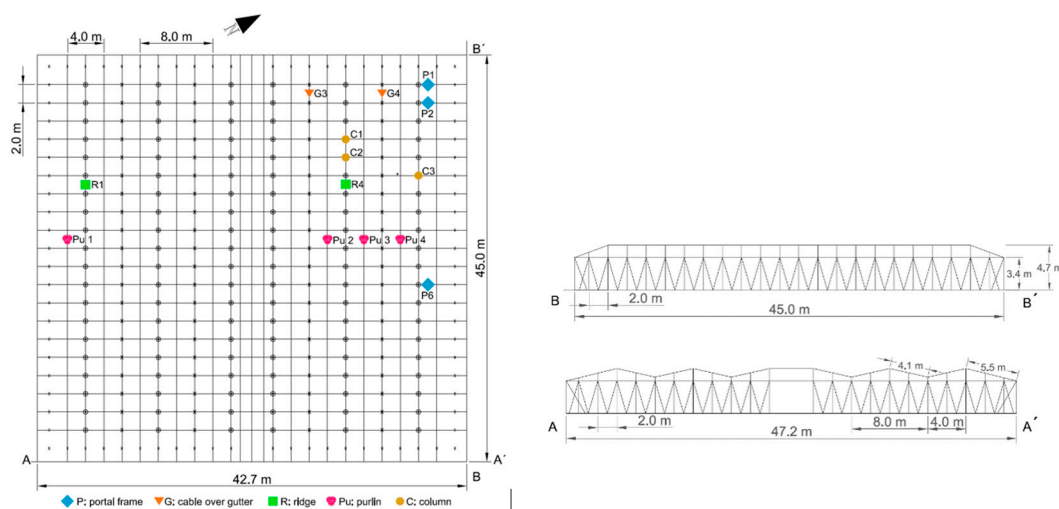 N
4.0 m
8.0 m
B´
P1
G3
G4
P2
2.0 m
C1
C2
C3
R1
R4
45.0 m
Pu 1
Pu 2
Pu 3
Pu 4
P6
A
A´
42.7 m
B
P: portal frame
G: cable over gutter
R: ridge
Pu: purlin
C: column
3.4 m
4.7 m
B
2.0 m
B´
45.0 m
4.1 m
5.5 m
A
2.0 m
8.0 m
4.0 m
A´
47.2 m